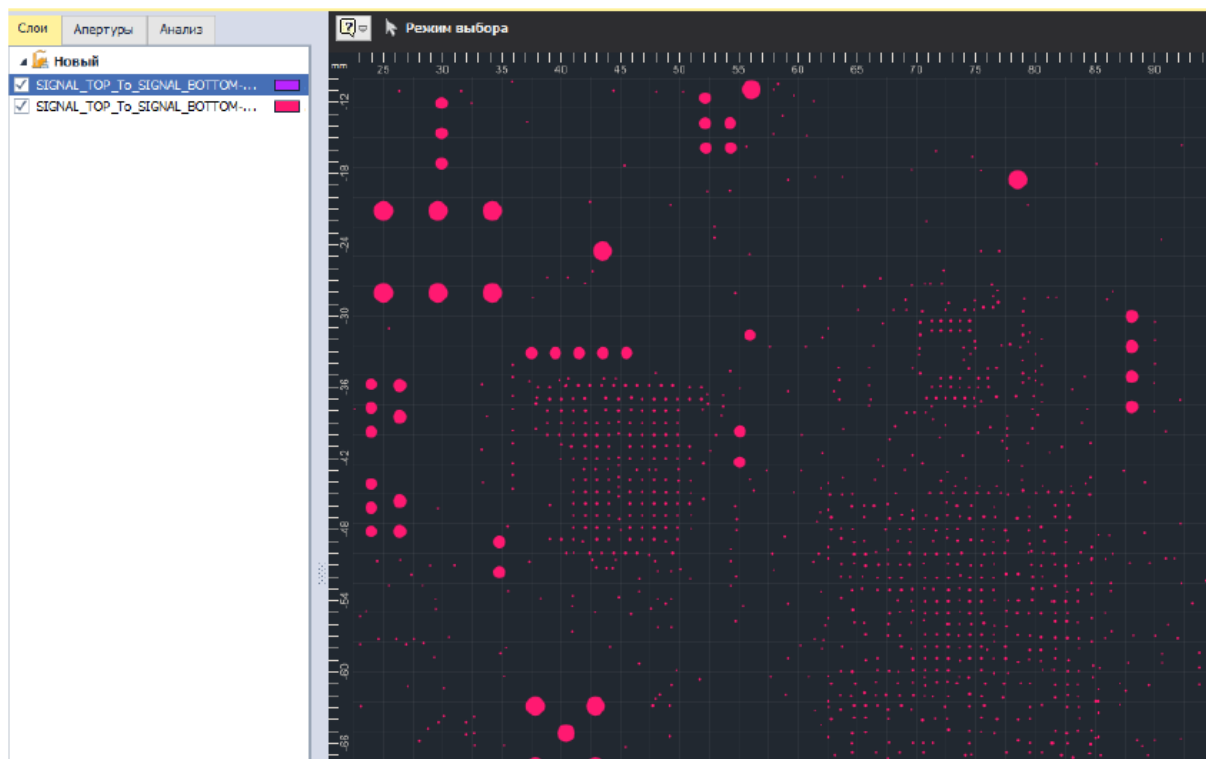 Слои Апертуры Анализ
Режим выбора
Новый
SIGNAL_TOP_To_SIGNAL_BOTTOM-...
SIGNAL_TOP_To_SIGNAL_BOTTOM-...
mm 25 30 35 40 45 50 55 60 65 70 75 80 85 90
-12
-18
-24
-30
-36
-42
-48
-54
-60
-66